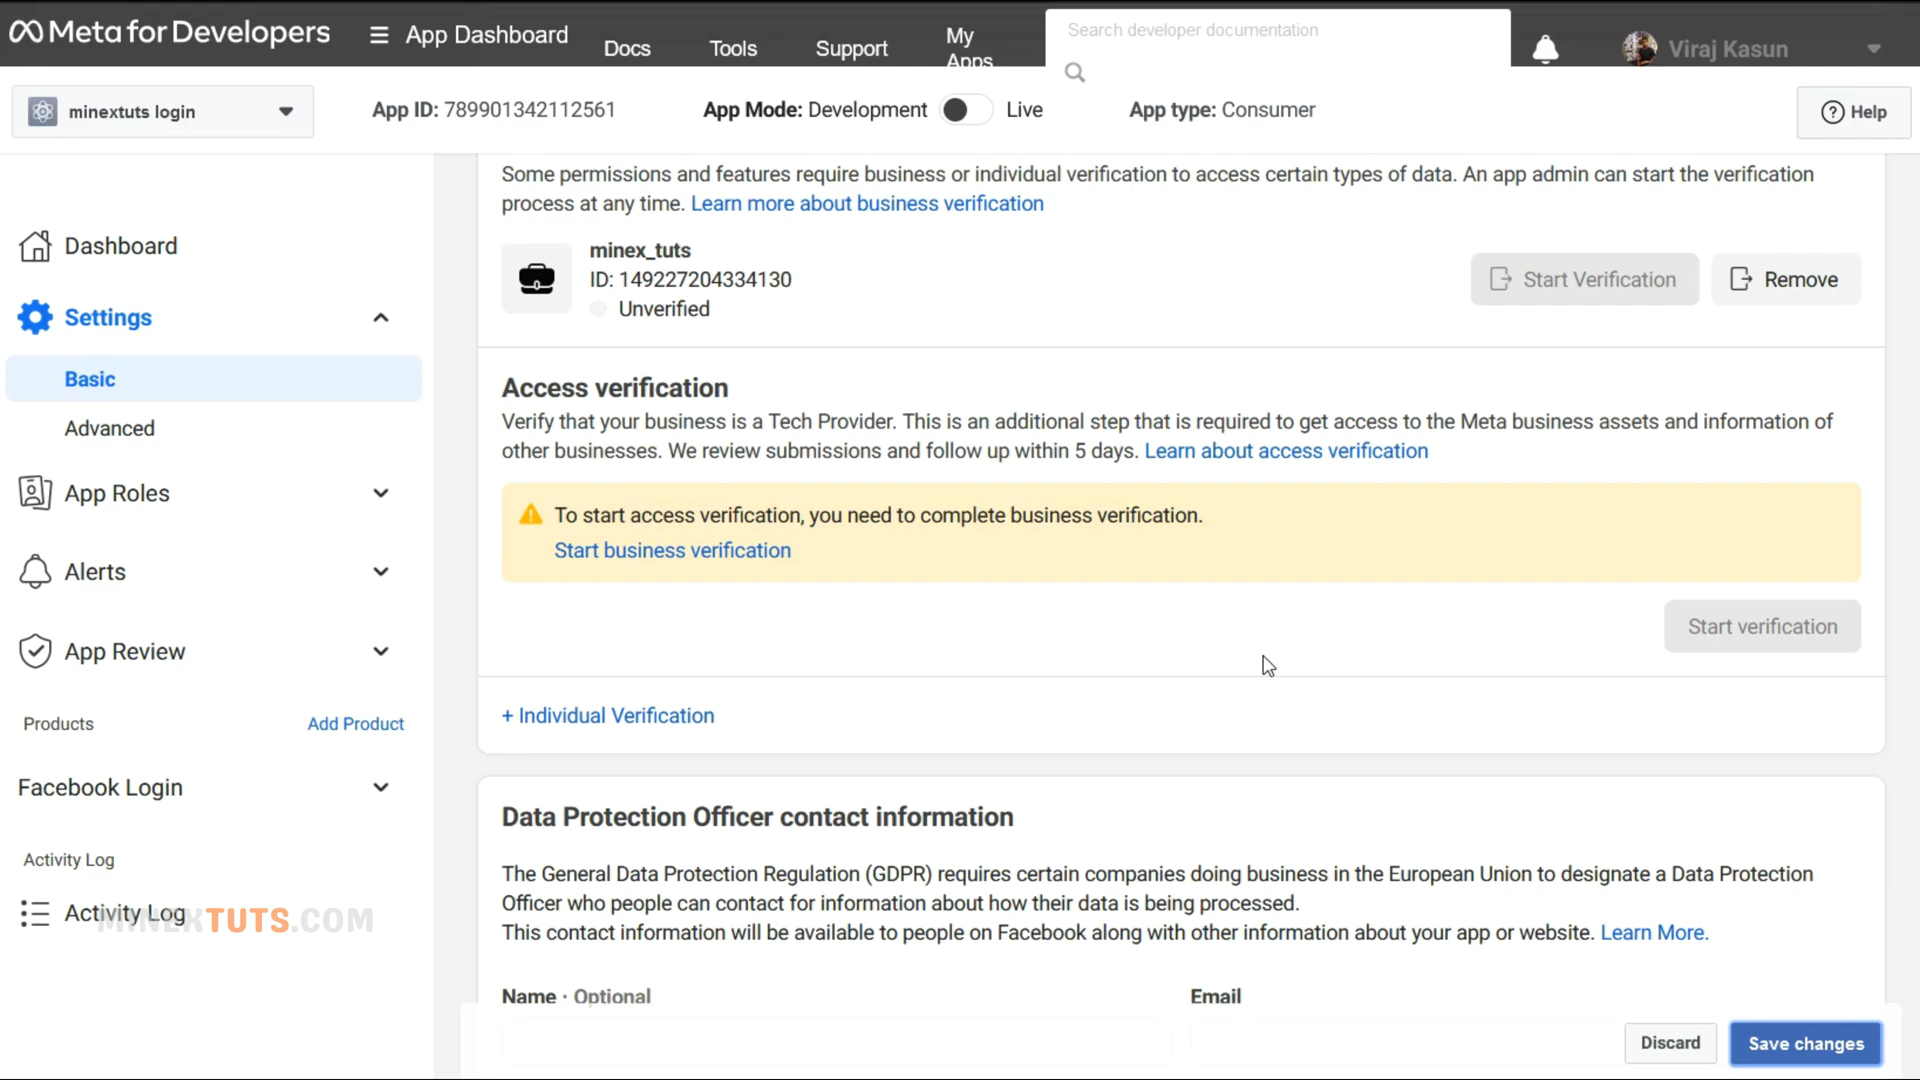 Meta for Developers
App Dashboard
Docs
Tools
Support
My Apps
Search developer documentation
Viraj Kasun
minextuts login
App ID: 789901342112561
App Mode: Development
Live
App type: Consumer
Help
Dashboard
Settings
Basic
Advanced
App Roles
Alerts
App Review
Products
Add Product
Facebook Login
Activity Log
Activity Log
MINEXTUTS.COM
Some permissions and features require business or individual verification to access certain types of data. An app admin can start the verification
process at any time. Learn more about business verification
minex_tuts
ID: 149227204334130
Unverified
Start Verification
Remove
Access verification
Verify that your business is a Tech Provider. This is an additional step that is required to get access to the Meta business assets and information of
other businesses. We review submissions and follow up within 5 days. Learn about access verification
To start access verification, you need to complete business verification.
Start business verification
Start verification
+ Individual Verification
Data Protection Officer contact information
The General Data Protection Regulation (GDPR) requires certain companies doing business in the European Union to designate a Data Protection
Officer who people can contact for information about how their data is being processed.
This contact information will be available to people on Facebook along with other information about your app or website. Learn More.
Name · Optional
Email
Discard
Save changes